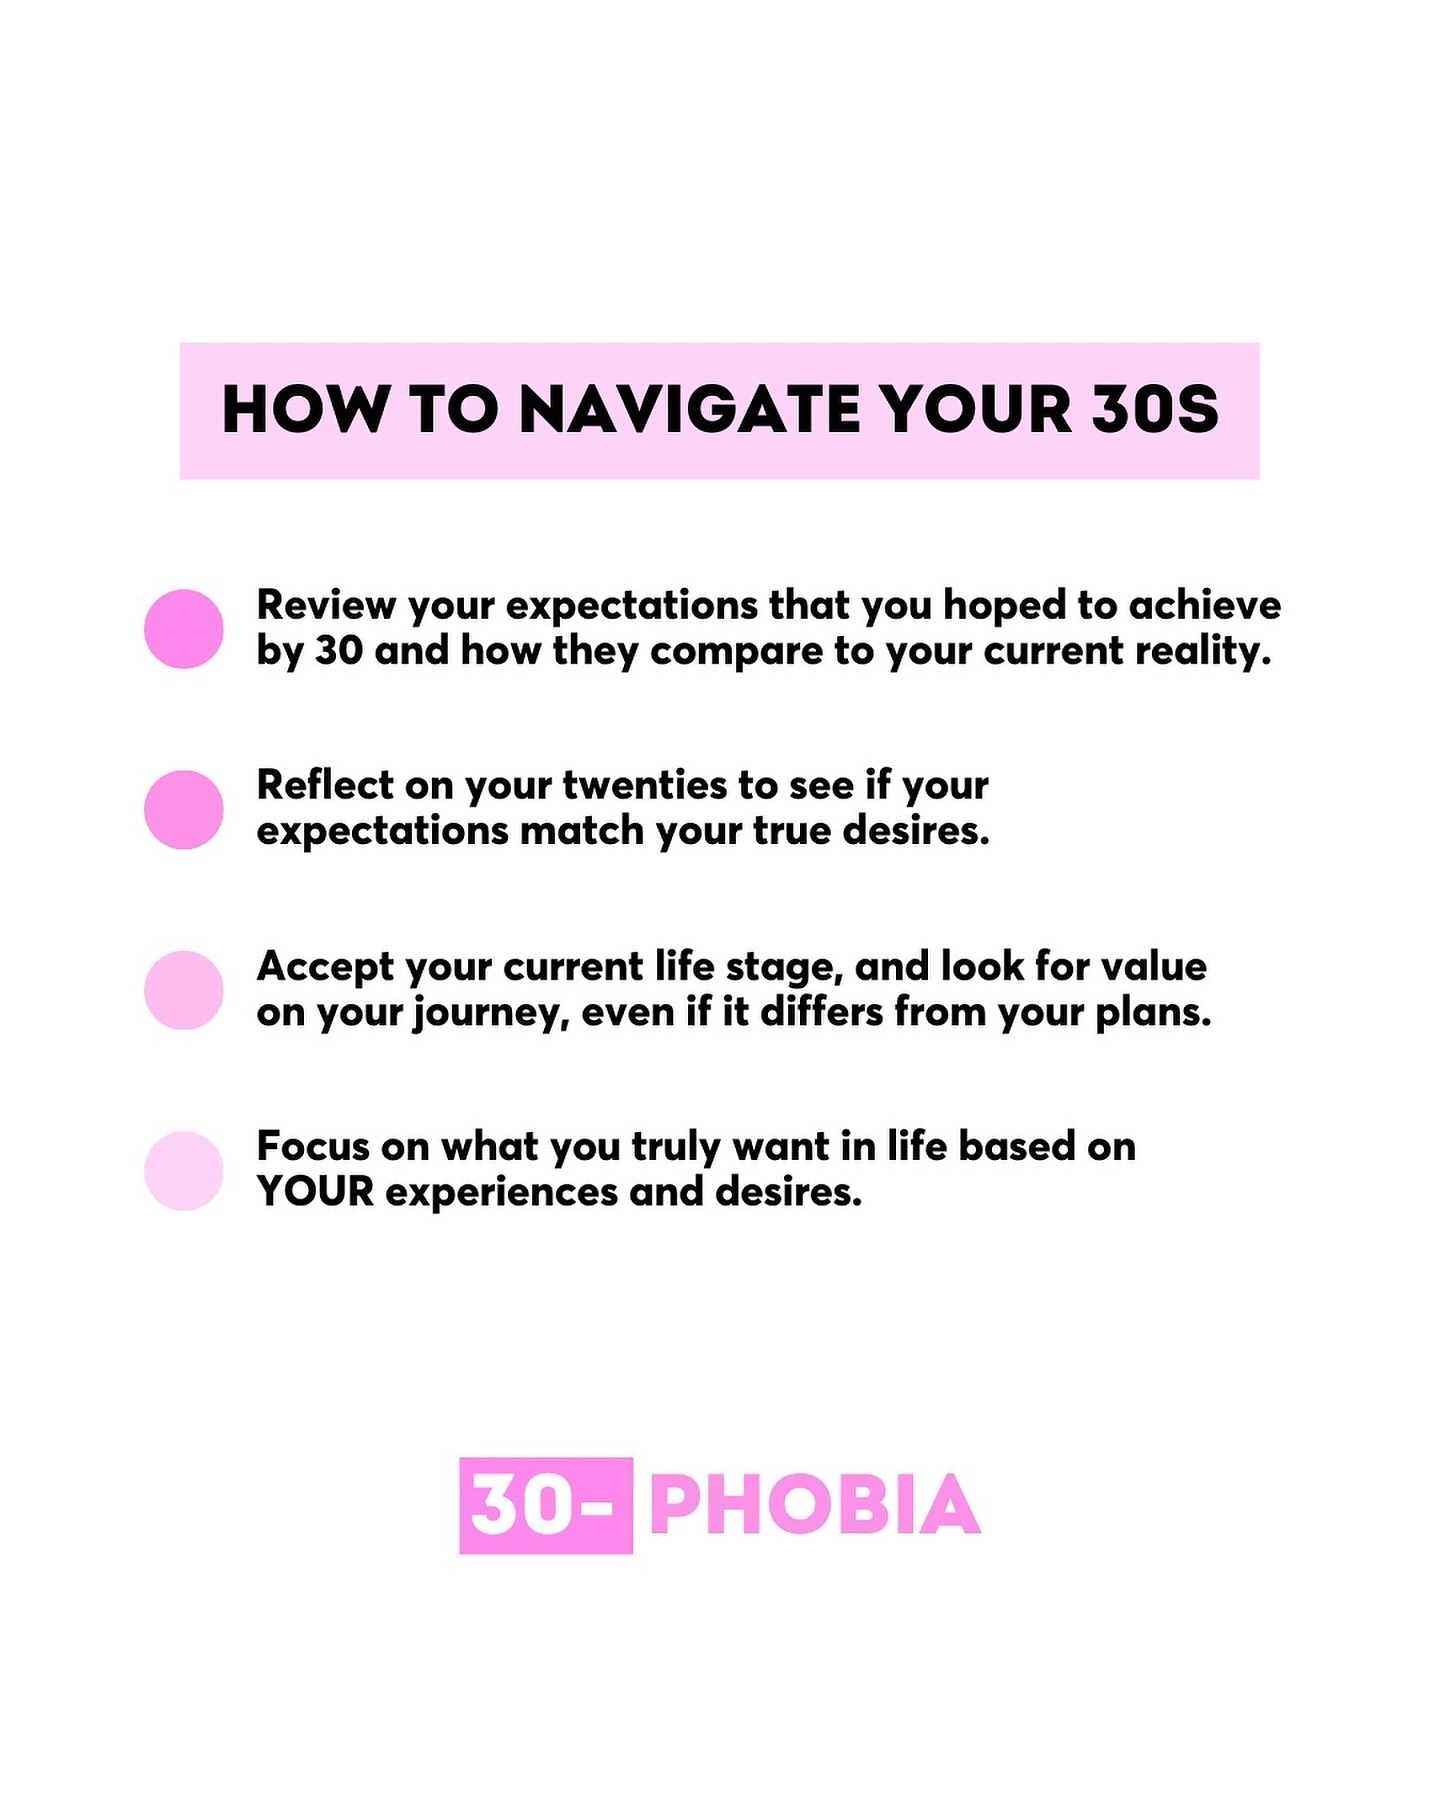 HOW TO NAVIGATE YOUR 30S
Review your expectations that you hoped to achieve
by 30 and how they compare to your current reality.
Reflect on your twenties to see if your
expectations match your true desires.
Accept your current life stage, and look for value
on your journey, even if it differs from your plans.
Focus on what you truly want in life based on
YOUR experiences and desires.
30- PHOBIA